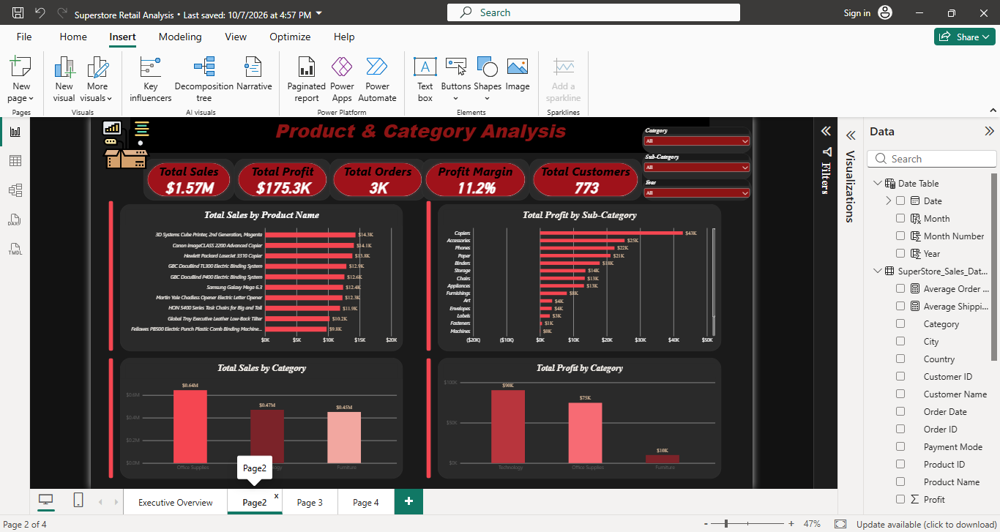 Superstore Retail Analysis • Last saved: 10/7/2026 at 4:57 PM
Search
Sign in
File
Home
Insert
Modeling
View
Optimize
Help
Share
New page
New visual
More visuals
Key influencers
Decomposition tree
Narrative
Paginated report
Power Apps
Power Automate
Text box
Buttons
Shapes
Image
Add a sparkline
Pages
Visuals
AI visuals
Power Platform
Elements
Sparklines
DAX
TMDL
Product & Category Analysis
Category
All
Sub-Category
All
Year
All
Total Sales
$1.57M
Total Profit
$175.3K
Total Orders
3K
Profit Margin
11.2%
Total Customers
773
Total Sales by Product Name
3D Systems Cube Printer, 2nd Generation, Magenta $14.3K
Canon imageCLASS 2200 Advanced Copier $14.1K
Hewlett Packard LaserJet 3310 Copier $13.8K
GBC DocuBind TL300 Electric Binding System $12.9K
GBC DocuBind P400 Electric Binding System $12.6K
Samsung Galaxy Mega 6.3 $12.4K
Martin Yale Chadless Opener Electric Letter Opener $12.3K
HON 5400 Series Task Chairs for Big and Tall $11.9K
Global Troy Executive Leather Low-Back Tilter $10.2K
Fellowes PB500 Electric Punch Plastic Comb Binding Machine... $9.8K
$0K $5K $10K $15K $20K
Total Profit by Sub-Category
Copiers $43K
Accessories $25K
Phones $22K
Paper $21K
Binders $18K
Storage $14K
Chairs $13K
Appliances $13K
Furnishings $8K
Art $4K
Envelopes $4K
Labels $3K
Fasteners $1K
Machines $0K
($20K) ($10K) $0K $10K $20K $30K $40K $50K
Total Sales by Category
$0.64M
$0.47M
$0.45M
$0.6M
$0.4M
$0.2M
$0.0M
Office Supplies
Furniture
Total Profit by Category
$100K
$90K
$75K
$50K
$10K
$0K
Technology Office Supplies Furniture
Page2
Filters
Visualizations
Data
Search
Date Table
Date
Month
Month Number
Year
SuperStore_Sales_Dat...
Average Order ...
Average Shippi...
Category
City
Country
Customer ID
Customer Name
Order Date
Order ID
Payment Mode
Product ID
Product Name
Profit
Executive Overview
Page2
x
Page 3
Page 4
+
Page 2 of 4
- + 47%
Update available (click to download)